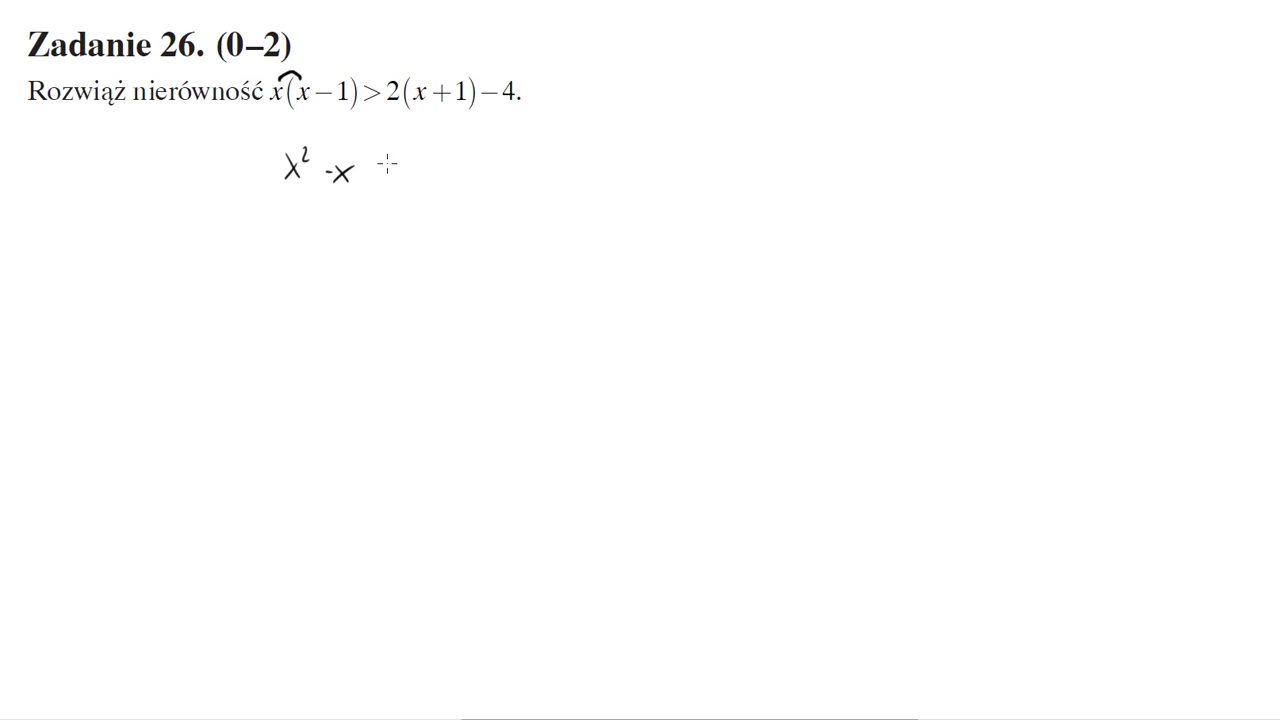 Zadanie 26. (0–2)
Rozwiąż nierówność x(x−1)>2(x+1)−4.
x² -x